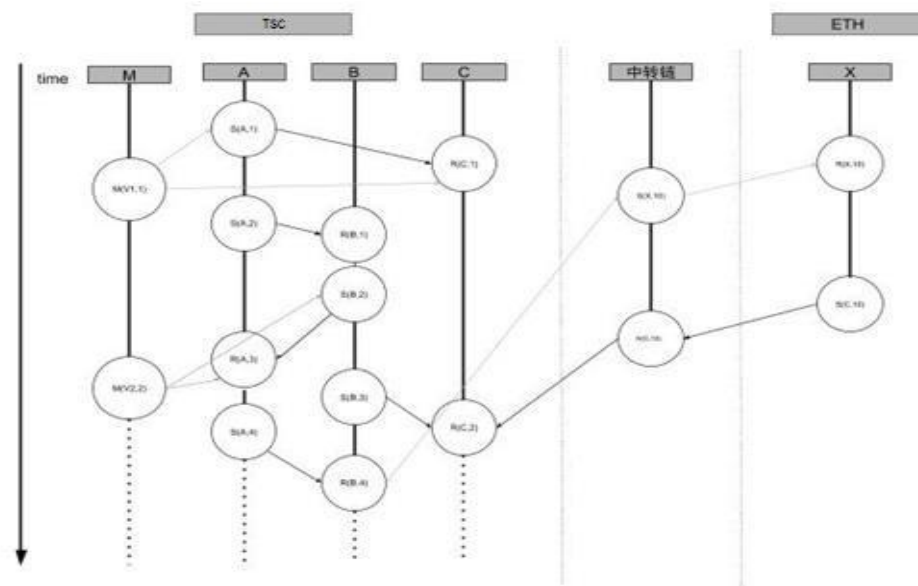 TSC
ETH
time
M
A
B
C
中转链
X
S(A,1)
R(C,1)
R(X,10)
M(V1,1)
S(X,10)
S(A,2)
R(B,1)
S(B,2)
S(C,10)
R(A,3)
M(V2,2)
S(B,3)
S(A,4)
R(C,2)
R(B,4)